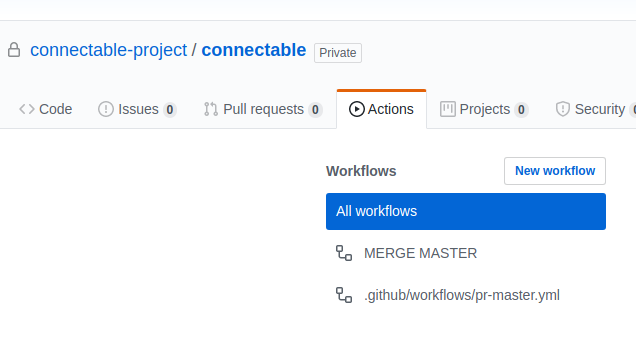 connectable-project / connectable Private
Code Issues 0 Pull requests 0 Actions Projects 0 Security
Workflows New workflow
All workflows
MERGE MASTER
.github/workflows/pr-master.yml